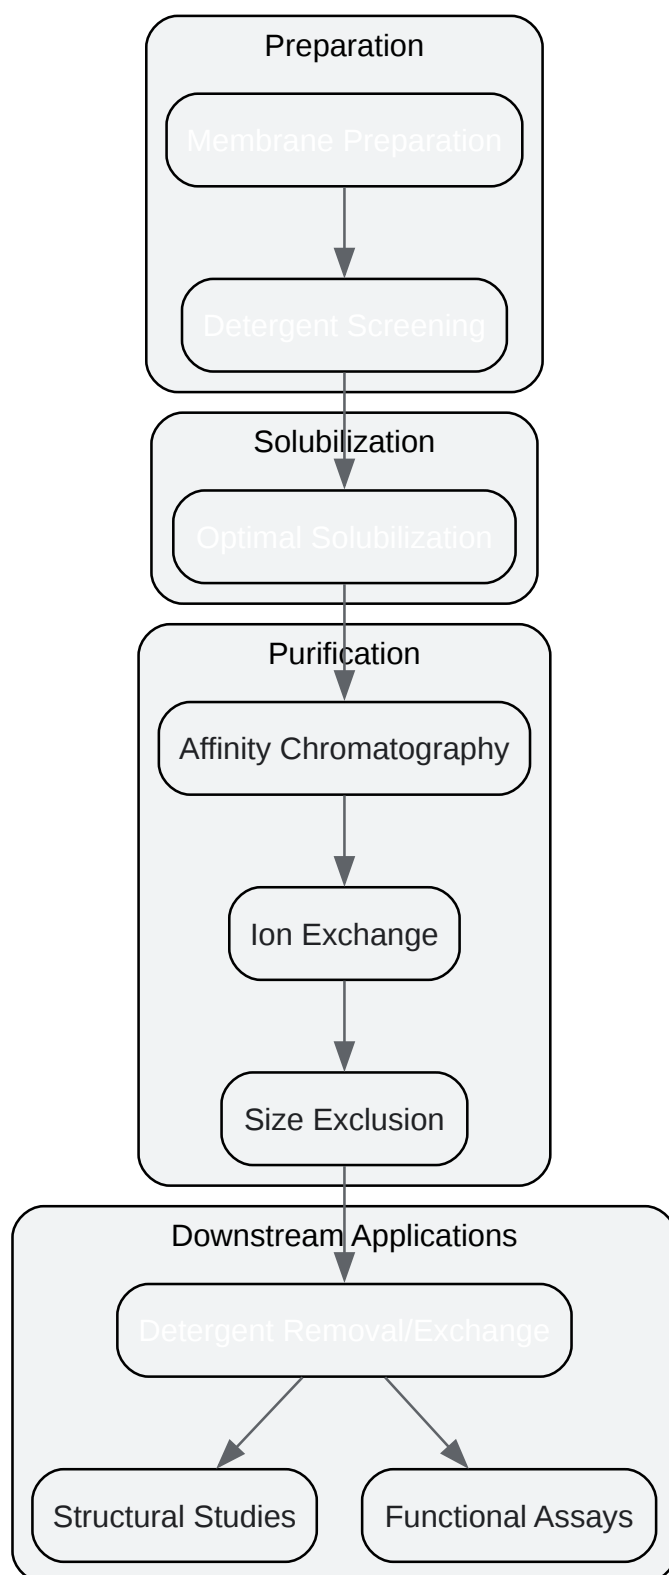 Preparation
Membrane Preparation
Detergent Screening
Solubilization
Optimal Solubilization
Purification
Affinity Chromatography
Ion Exchange
Size Exclusion
Downstream Applications
Detergent Removal/Exchange
Structural Studies
Functional Assays